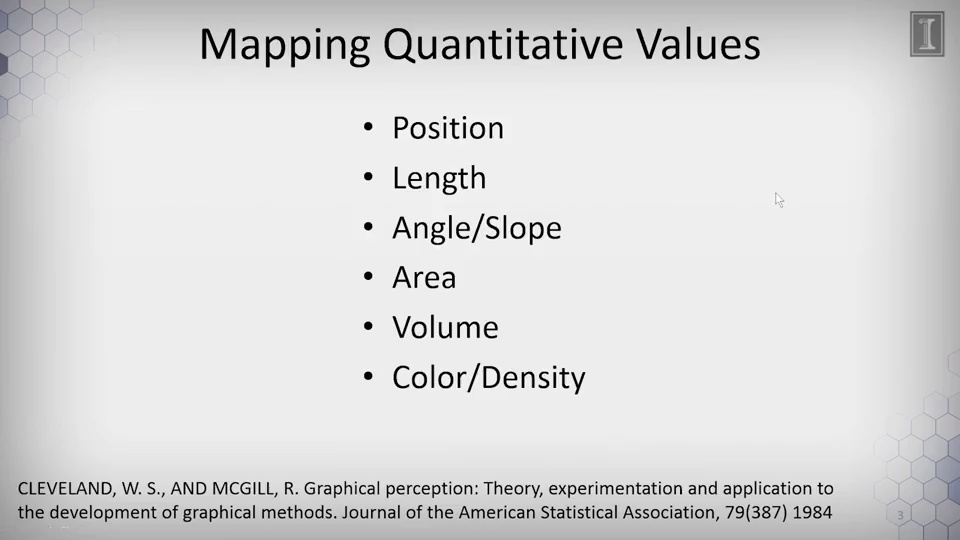 Mapping Quantitative Values
• Position
• Length
• Angle/Slope
• Area
• Volume
• Color/Density
CLEVELAND, W. S., AND MCGILL, R. Graphical perception: Theory, experimentation and application to
the development of graphical methods. Journal of the American Statistical Association, 79(387) 1984
3
I